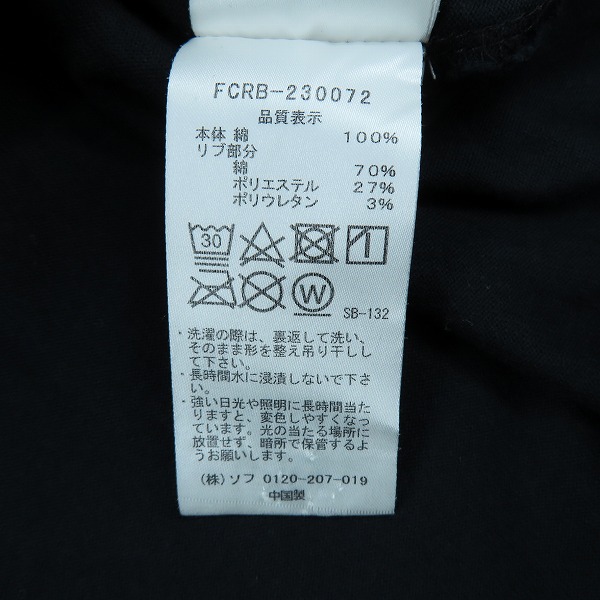 FCRB-230072
品質表示
本体 綿 100%
リブ部分
綿 70%
ポリエステル 27%
ポリウレタン 3%
30
W
SB-132
・洗濯の際は、裏返して洗い、
そのまま形を整え吊り干しし
て下さい。
・長時間水に浸漬しないで下さ
い。
・強い日光や照明に長時間当た
りますと、変色しやすくなっ
ています。光の当たる場所に
放置せず、暗所で保管するよ
うお願いします。
(株)ソフ 0120-207-019
中国製